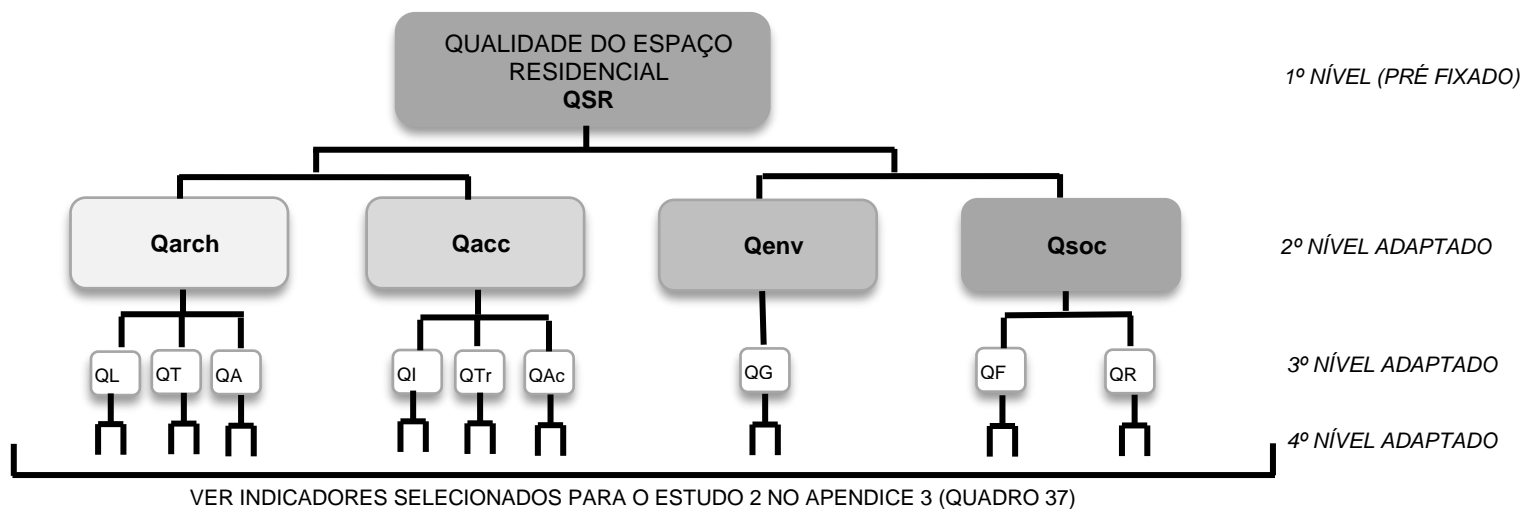 QUALIDADE DO ESPAÇO
RESIDENCIAL
QSR
1º NÍVEL (PRÉ FIXADO)
Qarch
Qacc
Qenv
Qsoc
2º NÍVEL ADAPTADO
QL
QT
QA
QI
QTr
QAc
QG
QF
QR
3º NÍVEL ADAPTADO
4º NÍVEL ADAPTADO
VER INDICADORES SELECIONADOS PARA O ESTUDO 2 NO APENDICE 3 (QUADRO 37)